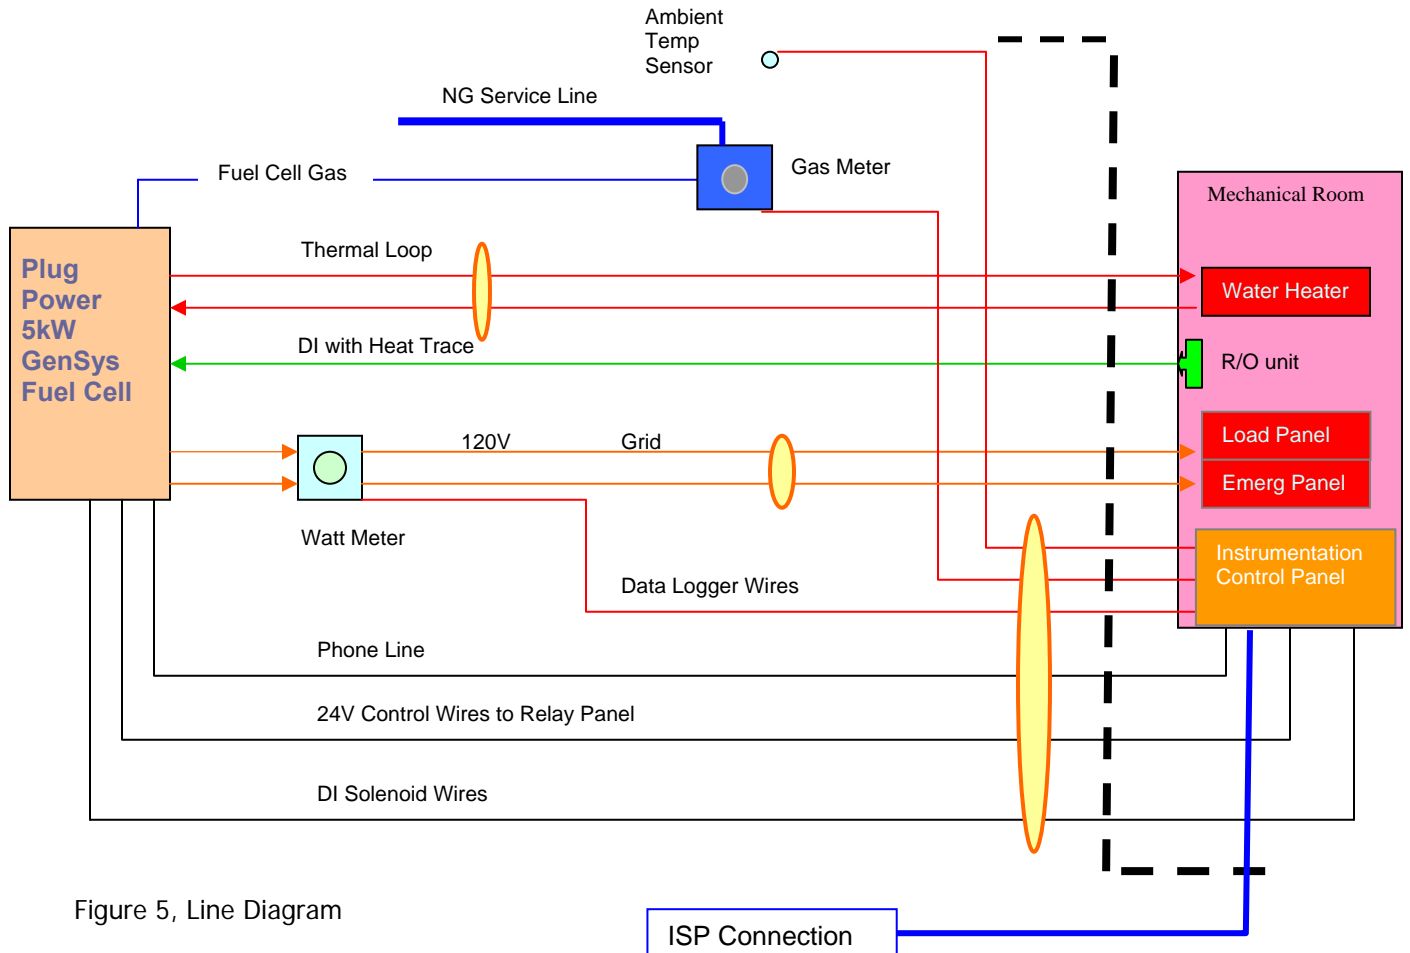 Ambient
Temp
Sensor
NG Service Line
Fuel Cell Gas
Gas Meter
Mechanical Room
Plug
Power
5kW
GenSys
Fuel Cell
Thermal Loop
Water Heater
DI with Heat Trace
R/O unit
120V
Grid
Load Panel
Emerg Panel
Watt Meter
Instrumentation
Control Panel
Data Logger Wires
Phone Line
24V Control Wires to Relay Panel
DI Solenoid Wires
Figure 5, Line Diagram
ISP Connection